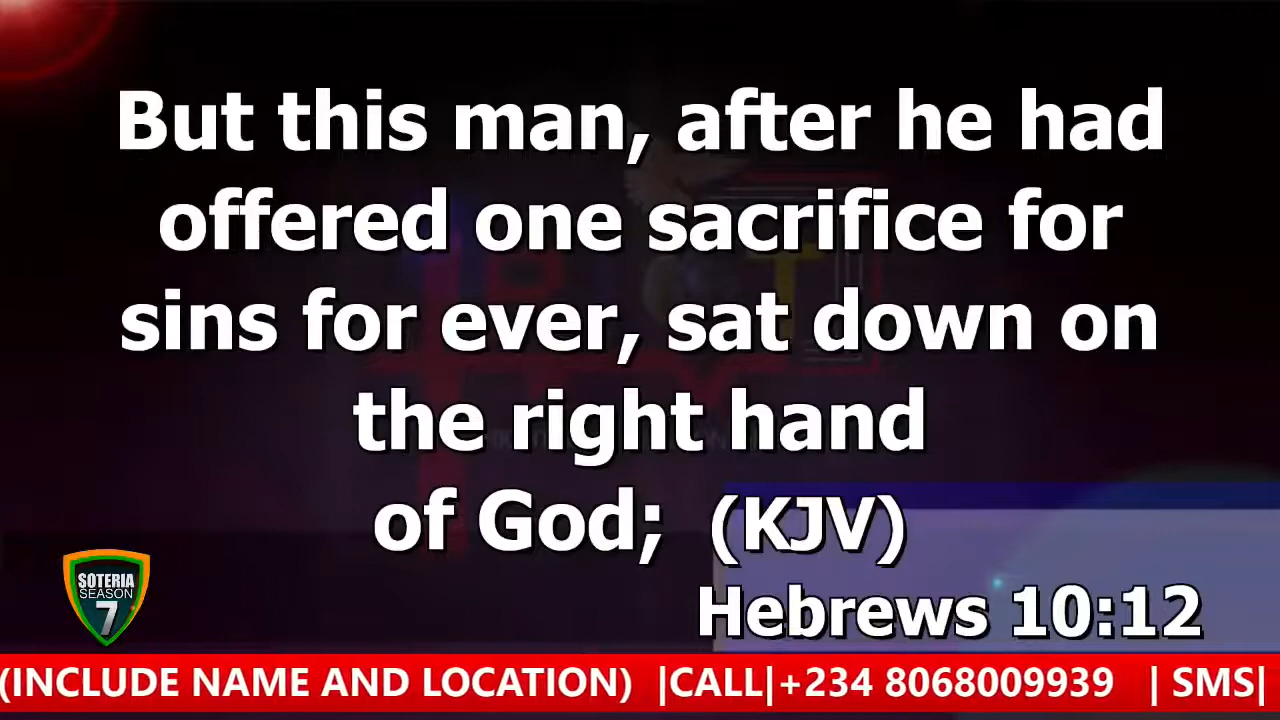 But this man, after he had
offered one sacrifice for
sins for ever, sat down on
the right hand
of God; (KJV)
Hebrews 10:12
SOTERIA
SEASON
7
(INCLUDE NAME AND LOCATION) |CALL|+234 8068009939 | SMS|